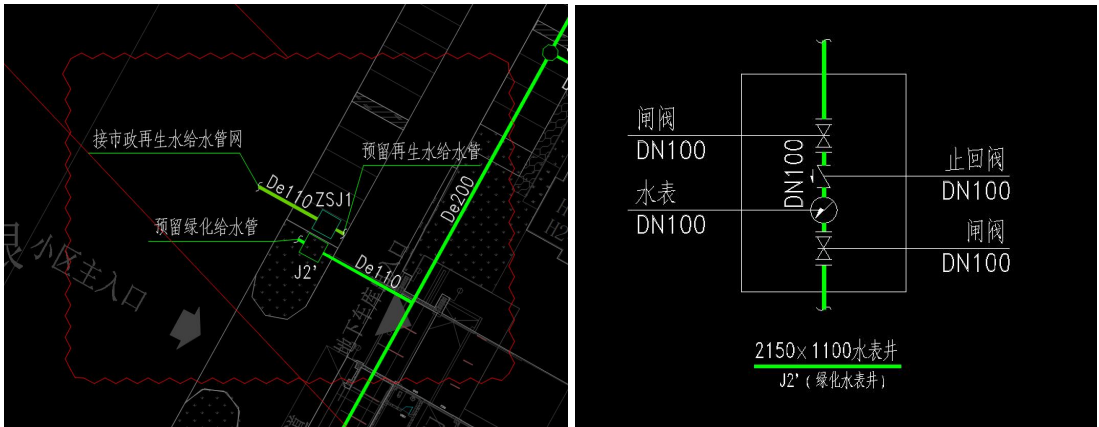 接市政再生水给水管网
预留再生水给水管
De110
ZSJ1
De200
预留绿化给水管
J2'
De110
小区主入口
地下车库入口
闸阀
DN100
DN100
止回阀
DN100
水表
DN100
闸阀
DN100
2150×1100水表井
J2'(绿化水表井)